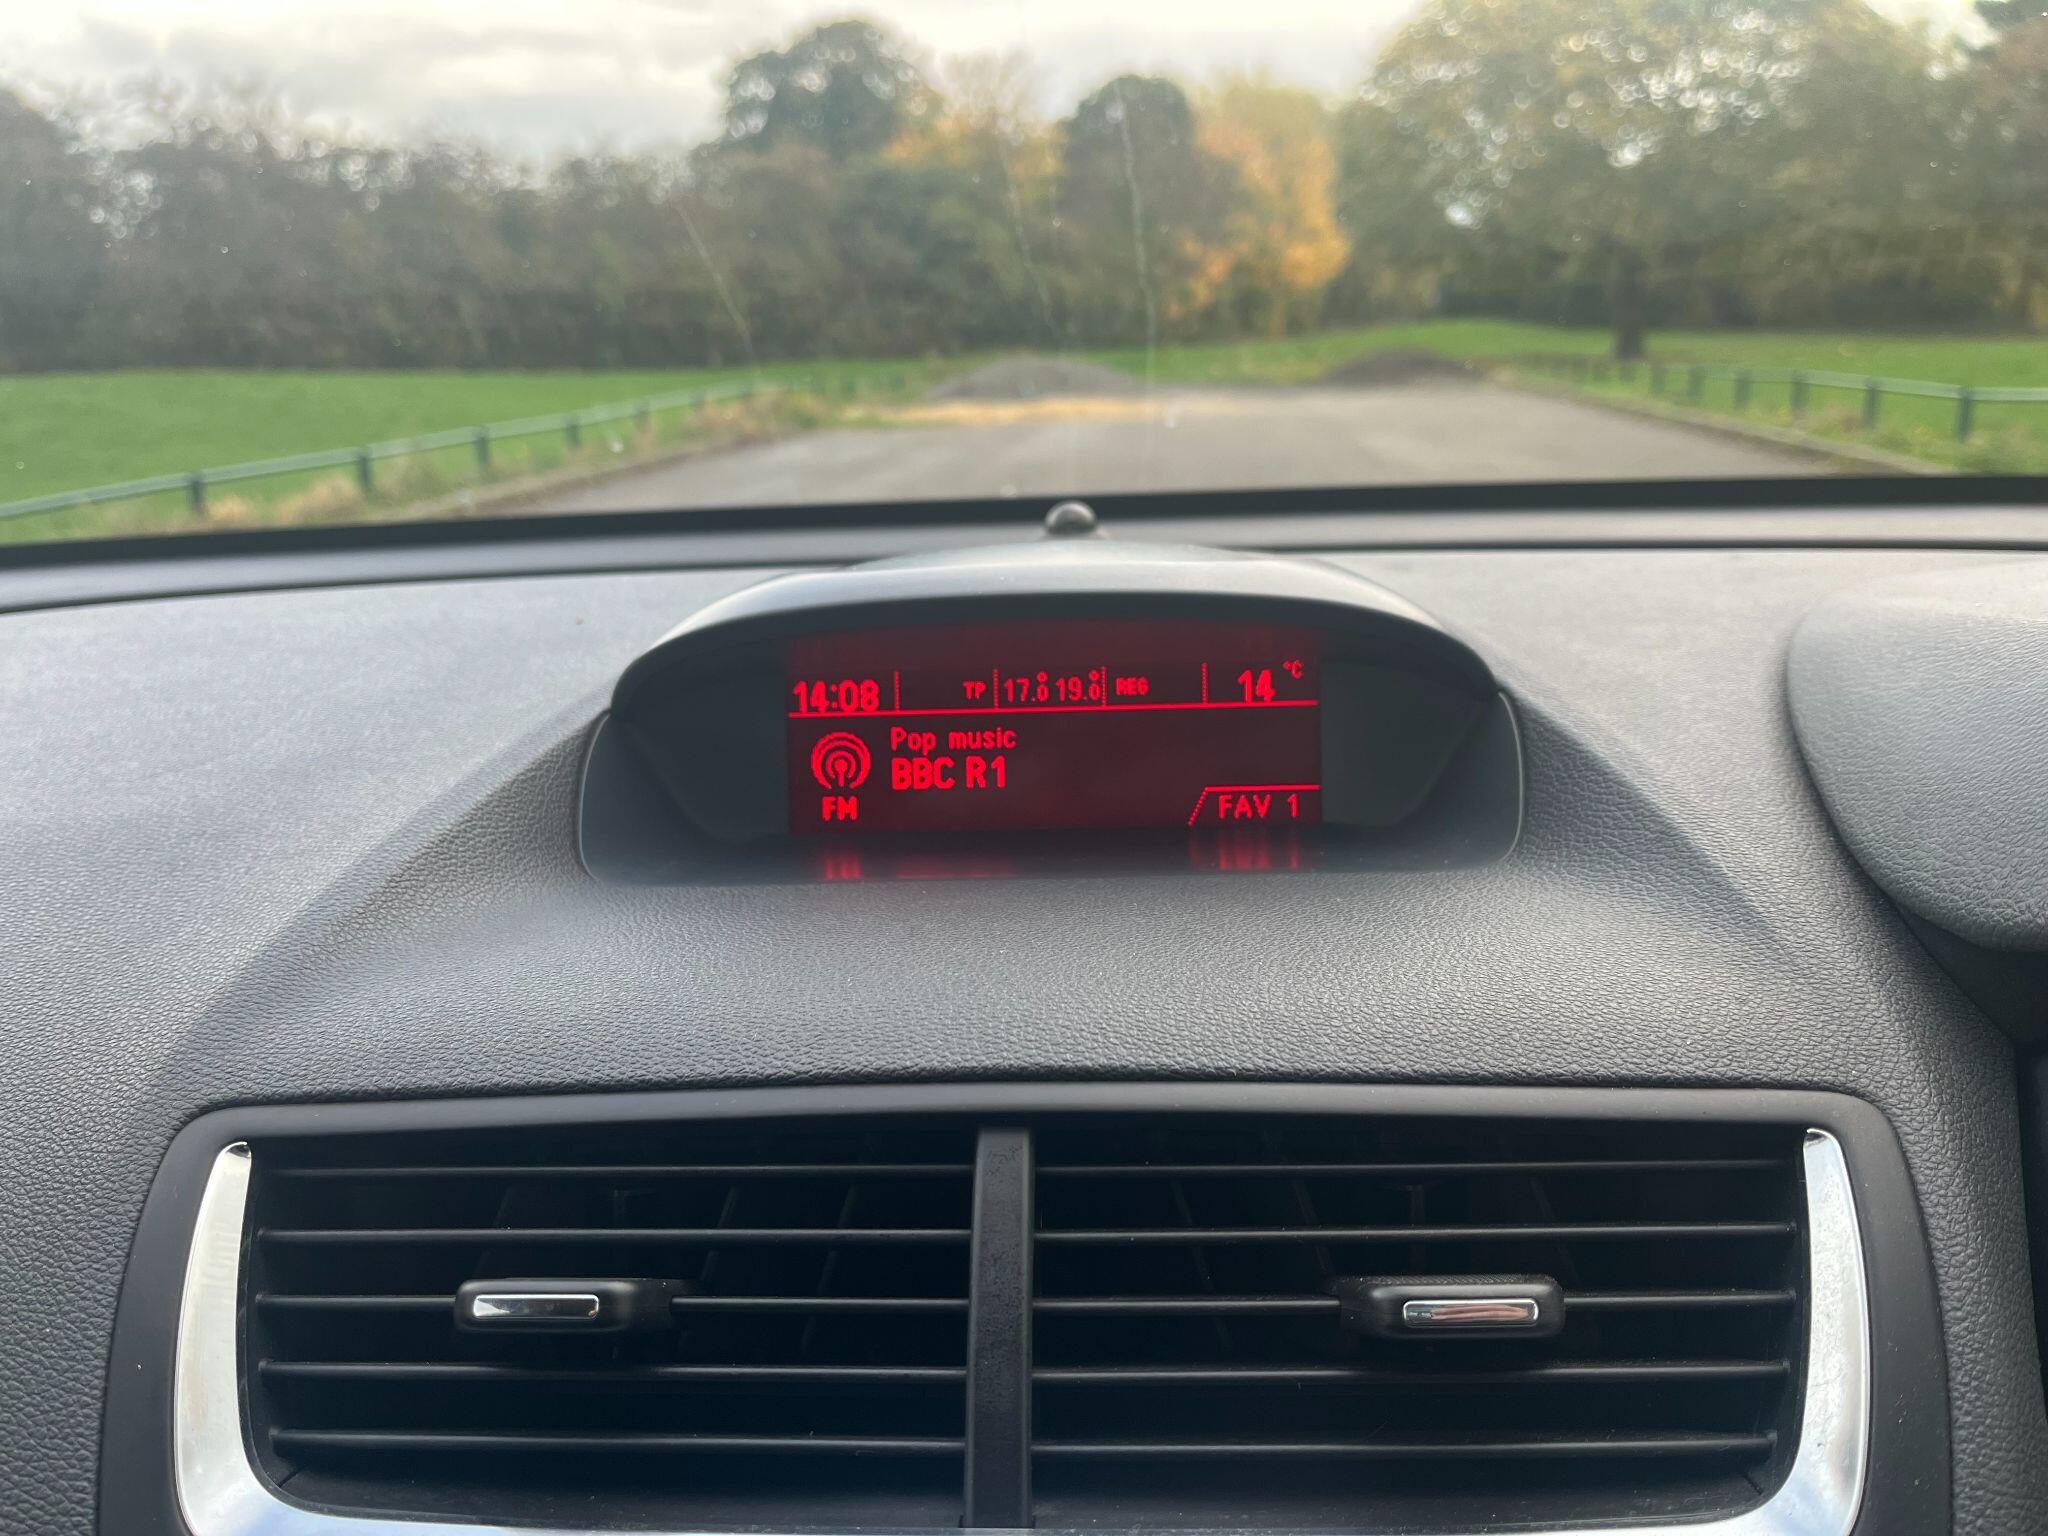 14:08 TP 17.0° 19.0° REG 14 °C
Pop music
BBC R1
FM
FAV 1